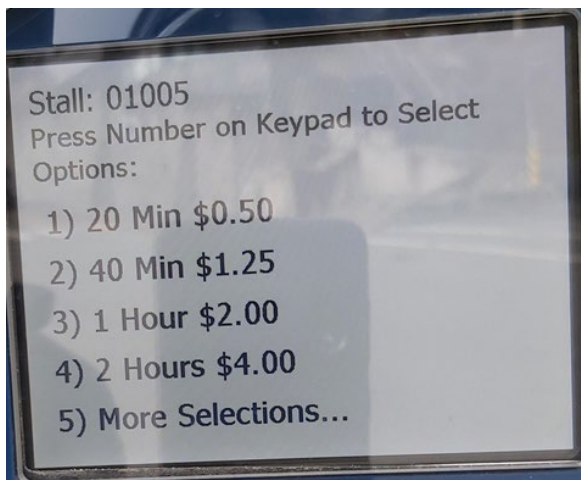 Stall: 01005
Press Number on Keypad to Select
Options:
1) 20 Min $0.50
2) 40 Min $1.25
3) 1 Hour $2.00
4) 2 Hours $4.00
5) More Selections...